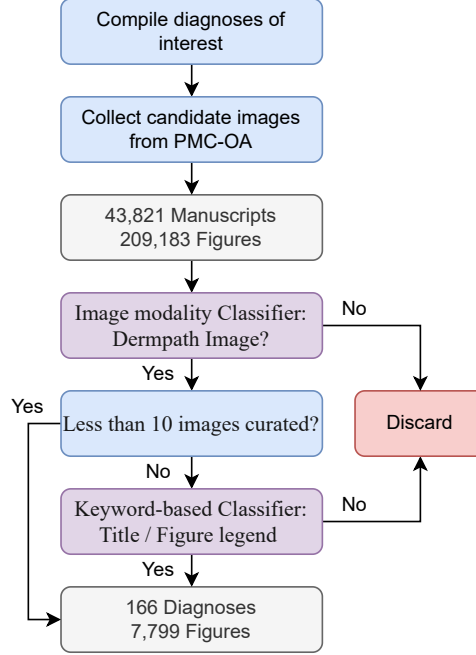 Compile diagnoses of
interest
Collect candidate images
from PMC-OA
43,821 Manuscripts
209,183 Figures
Image modality Classifier:
Dermpath Image?
No
Yes
Discard
Yes
Less than 10 images curated?
No
Keyword-based Classifier:
Title / Figure legend
No
Yes
166 Diagnoses
7,799 Figures